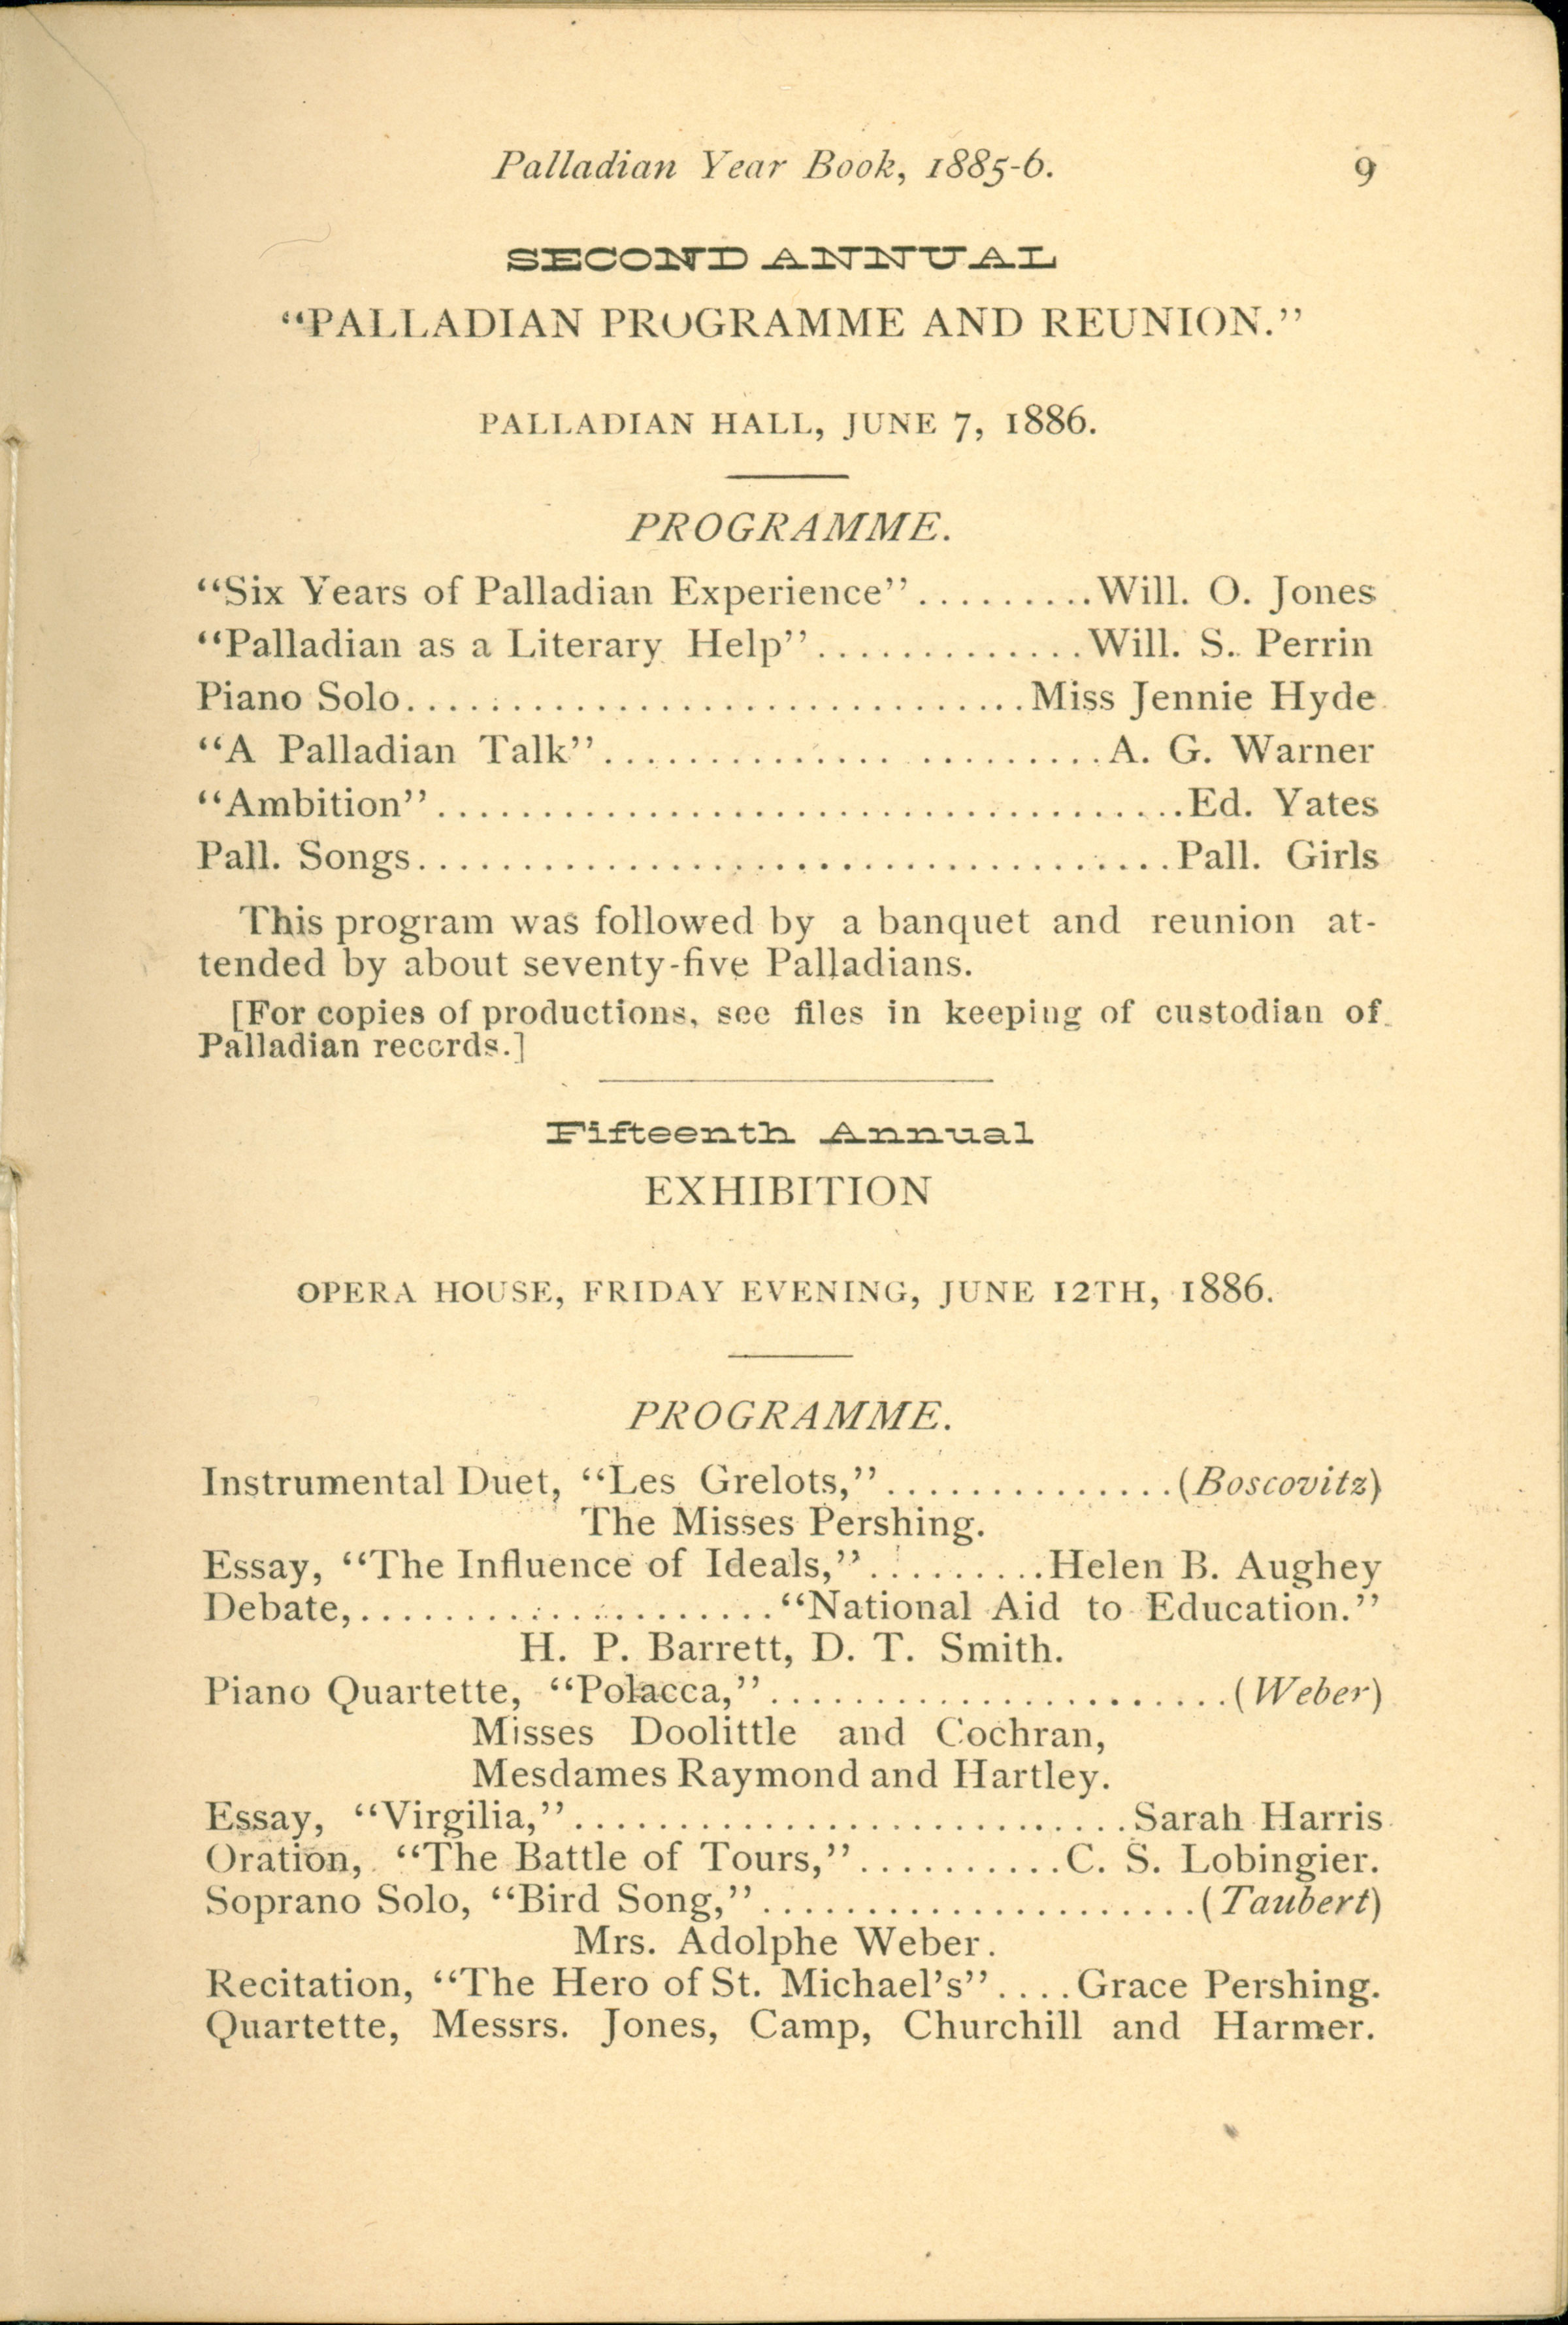 Palladian Year Book, 1885-6. 9
SECOND ANNUAL
"PALLADIAN PROGRAMME AND REUNION."
PALLADIAN HALL, JUNE 7, 1886.
PROGRAMME.
"Six Years of Palladian Experience".........Will. O. Jones
"Palladian as a Literary Help".............Will. S. Perrin
Piano Solo..............................Miss Jennie Hyde
"A Palladian Talk"........................A. G. Warner
"Ambition"....................................Ed. Yates
Pall. Songs....................................Pall. Girls
This program was followed by a banquet and reunion at-
tended by about seventy-five Palladians.
[For copies of productions, see files in keeping of custodian of
Palladian records.]
Fifteenth Annual
EXHIBITION
OPERA HOUSE, FRIDAY EVENING, JUNE 12TH, 1886.
PROGRAMME.
Instrumental Duet, "Les Grelots,"..............(Boscovitz)
The Misses Pershing.
Essay, "The Influence of Ideals,".........Helen B. Aughey
Debate,...................."National Aid to Education."
H. P. Barrett, D. T. Smith.
Piano Quartette, "Polacca,"......................(Weber)
Misses Doolittle and Cochran,
Mesdames Raymond and Hartley.
Essay, "Virgilia,"...........................Sarah Harris
Oration, "The Battle of Tours,"..........C. S. Lobingier.
Soprano Solo, "Bird Song,".....................(Taubert)
Mrs. Adolphe Weber.
Recitation, "The Hero of St. Michael's"....Grace Pershing.
Quartette, Messrs. Jones, Camp, Churchill and Harmer.